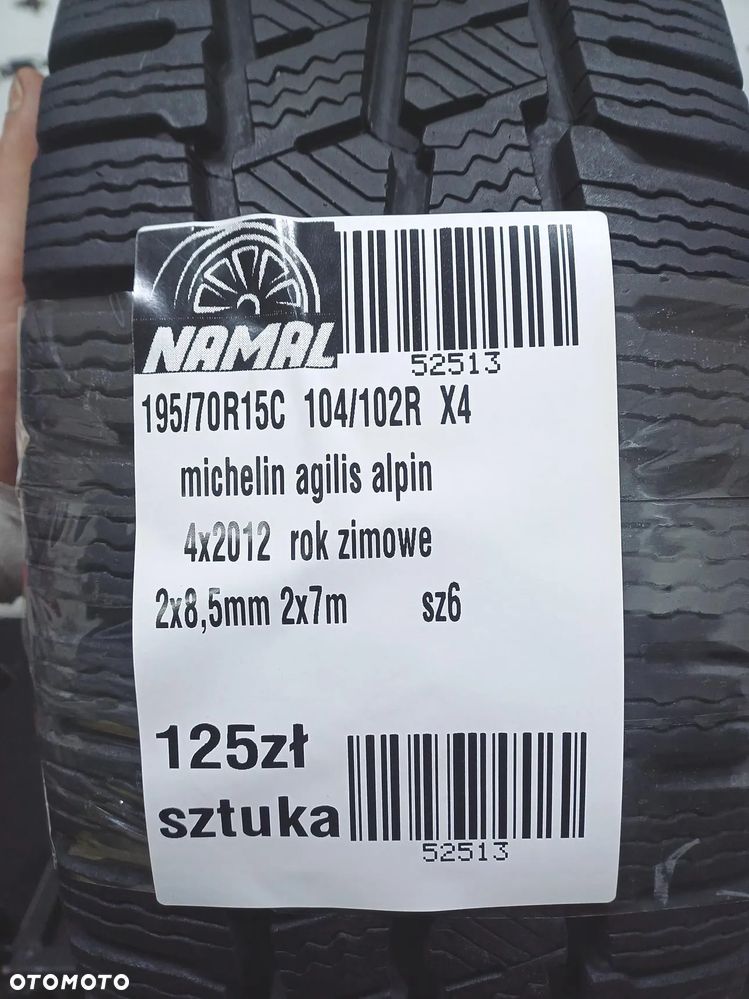 NAMAL
52513
195/70R15C 104/102R X4
michelin agilis alpin
4x2012 rok zimowe
2x8,5mm 2x7m sz6
125zł
sztuka
52513
OTOMOTO